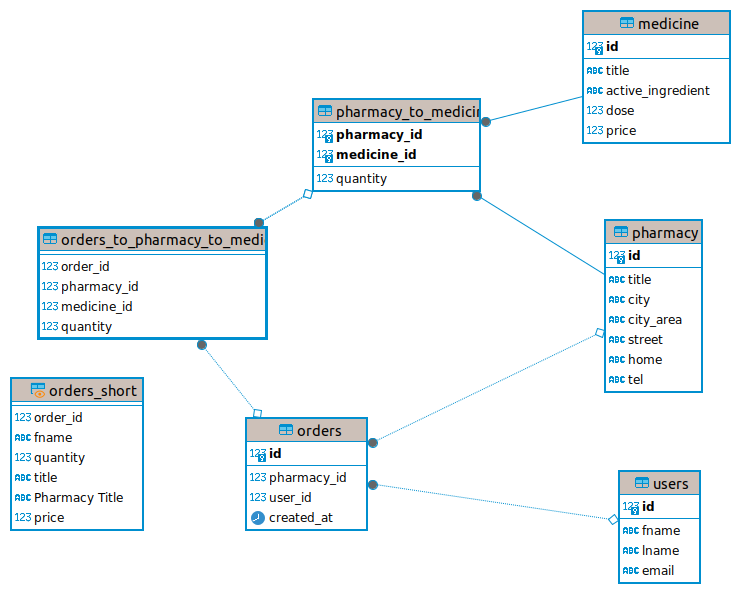 medicine
123 id
ABC title
ABC active_ingredient
123 dose
123 price
pharmacy_to_medici
123 pharmacy_id
123 medicine_id
123 quantity
pharmacy
123 id
ABC title
ABC city
ABC city_area
ABC street
ABC home
ABC tel
orders_to_pharmacy_to_medi
123 order_id
123 pharmacy_id
123 medicine_id
123 quantity
orders_short
123 order_id
ABC fname
123 quantity
ABC title
ABC Pharmacy Title
123 price
orders
123 id
123 pharmacy_id
123 user_id
created_at
users
123 id
ABC fname
ABC lname
ABC email